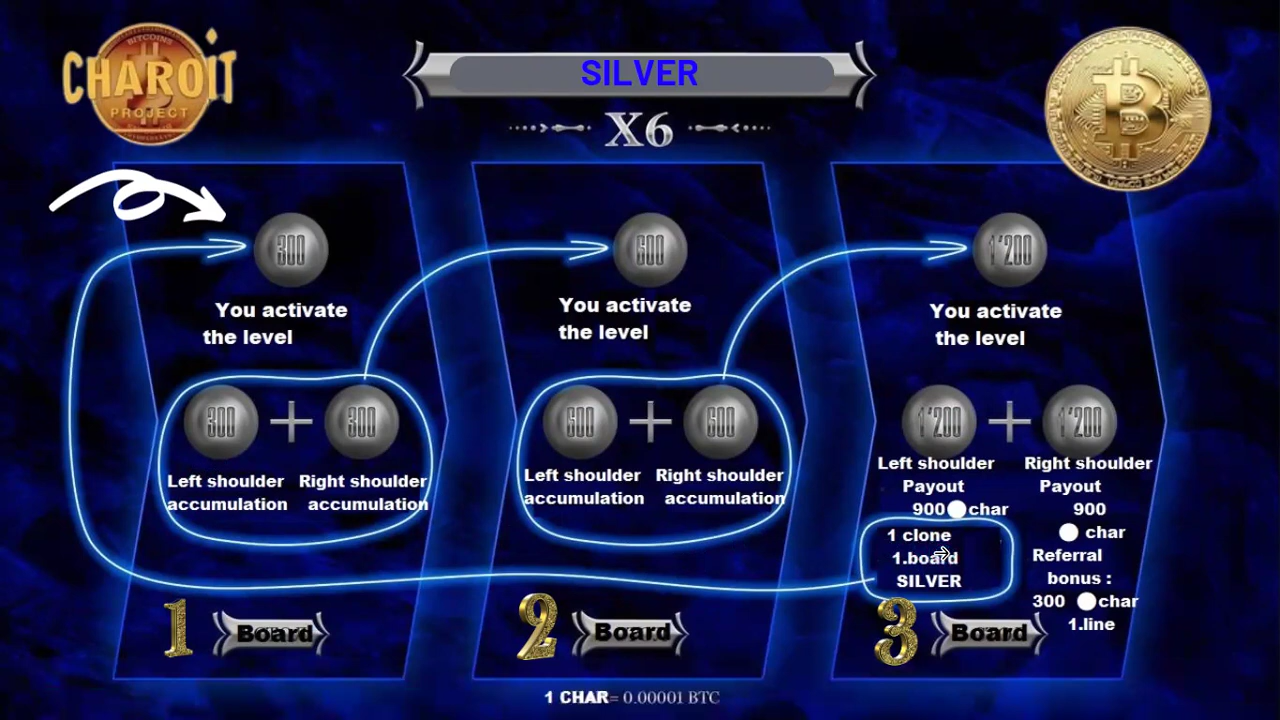 BITCOINS
CHAROIT
PROJECT
SILVER
X6
300
You activate
the level
300 + 300
Left shoulder
accumulation
Right shoulder
accumulation
1 Board
600
You activate
the level
600 + 600
Left shoulder
accumulation
Right shoulder
accumulation
2 Board
1'200
You activate
the level
1'200 + 1'200
Left shoulder
Payout
900 char
1 clone
1.board
SILVER
Right shoulder
Payout
900
char
Referral
bonus :
300 char
1.line
3 Board
1 CHAR= 0.00001 BTC